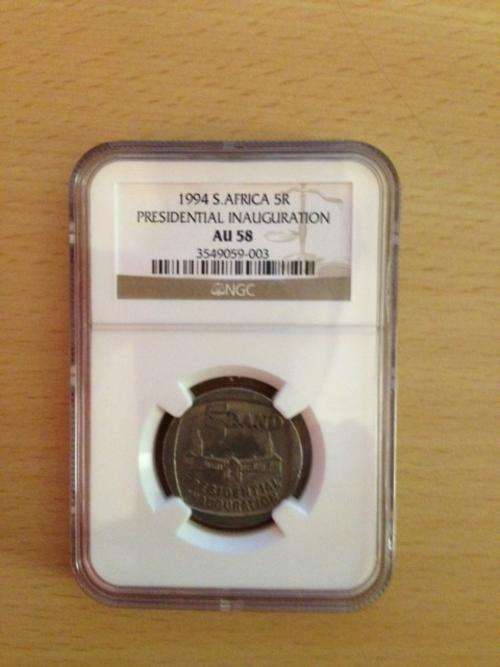 1994 S.AFRICA 5R
PRESIDENTIAL INAUGURATION
AU 58
3549059-003
NGC
5 RAND
PRESIDENTIAL
INAUGURATION